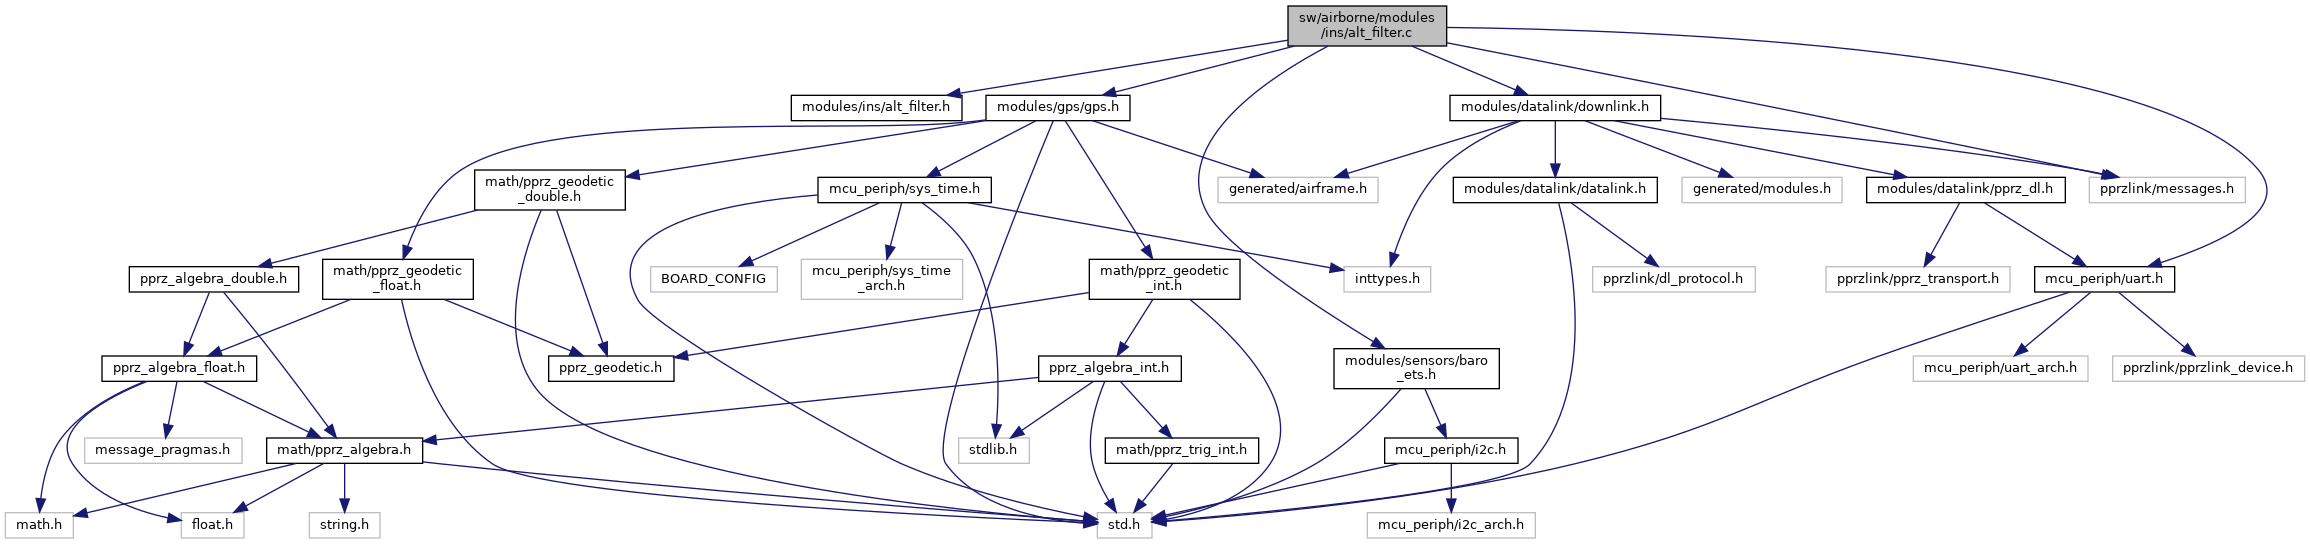 sw/airborne/modules
/ins/alt_filter.c
modules/ins/alt_filter.h
modules/gps/gps.h
modules/datalink/downlink.h
math/pprz_geodetic
_double.h
mcu_periph/sys_time.h
generated/airframe.h
modules/datalink/datalink.h
generated/modules.h
modules/datalink/pprz_dl.h
pprzlink/messages.h
pprz_algebra_double.h
math/pprz_geodetic
_float.h
BOARD_CONFIG
mcu_periph/sys_time
_arch.h
math/pprz_geodetic
_int.h
inttypes.h
pprzlink/dl_protocol.h
pprzlink/pprz_transport.h
mcu_periph/uart.h
pprz_algebra_float.h
pprz_geodetic.h
pprz_algebra_int.h
modules/sensors/baro
_ets.h
mcu_periph/uart_arch.h
pprzlink/pprzlink_device.h
message_pragmas.h
math/pprz_algebra.h
stdlib.h
math/pprz_trig_int.h
mcu_periph/i2c.h
math.h
float.h
string.h
std.h
mcu_periph/i2c_arch.h